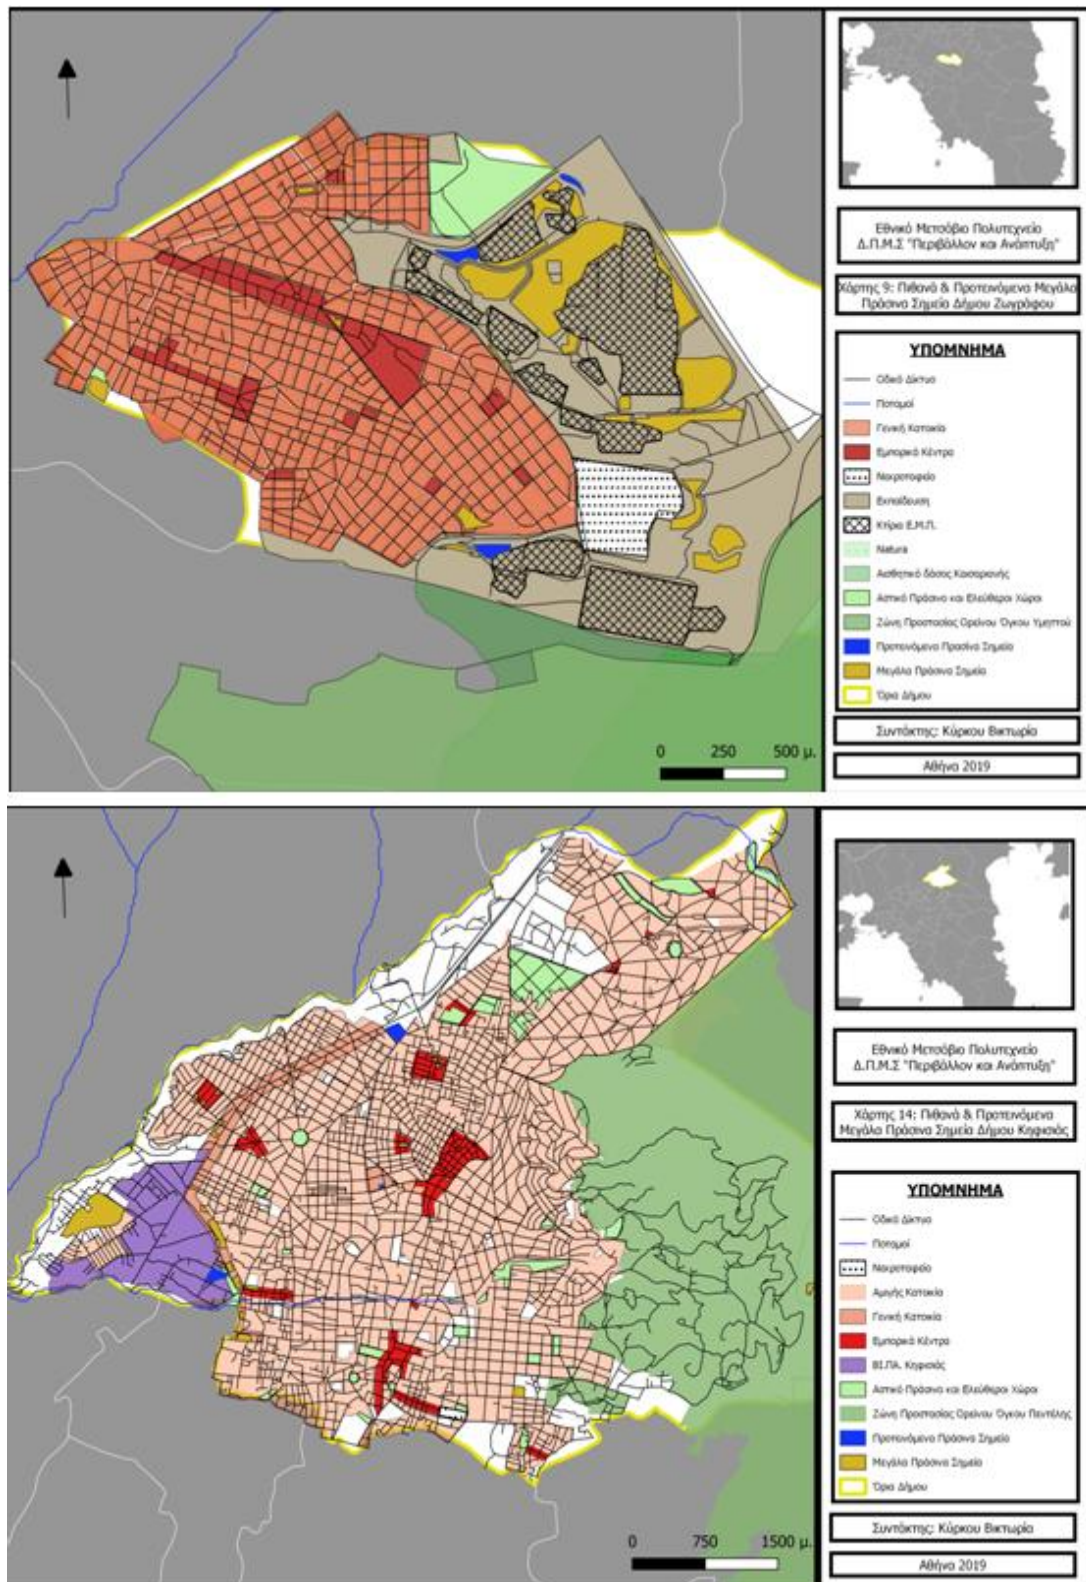 Εθνικό Μετσόβιο Πολυτεχνείο
Δ.Π.Μ.Σ "Περιβάλλον και Ανάπτυξη"
Χάρτης 9: Πιθανά & Προτεινόμενα Μεγάλα
Πράσινα Σημεία Δήμου Ζωγράφου
ΥΠΟΜΝΗΜΑ
Οδικό Δίκτυο
Ποταμοί
Γενική Κατοικία
Εμπορικά Κέντρα
Νεκροταφείο
Εκπαίδευση
Κτίρια Ε.Μ.Π.
Natura
Αισθητικό δάσος Καισαριανής
Αστικό Πράσινο και Ελεύθεροι Χώροι
Ζώνη Προστασίας Ορεινού Όγκου Υμηττού
Προτεινόμενα Πράσινα Σημεία
Μεγάλα Πράσινα Σημεία
Όρια Δήμου
0 250 500 μ.
Συντάκτης: Κύρκου Βικτωρία
Αθήνα 2019
Εθνικό Μετσόβιο Πολυτεχνείο
Δ.Π.Μ.Σ "Περιβάλλον και Ανάπτυξη"
Χάρτης 14: Πιθανά & Προτεινόμενα
Μεγάλα Πράσινα Σημεία Δήμου Κηφισιάς
ΥΠΟΜΝΗΜΑ
Οδικό Δίκτυο
Ποταμοί
Νεκροταφείο
Αμιγής Κατοικία
Γενική Κατοικία
Εμπορικά Κέντρα
ΒΙ.ΠΑ. Κηφισιάς
Αστικό Πράσινο και Ελεύθεροι Χώροι
Ζώνη Προστασίας Ορεινού Όγκου Πεντέλης
Προτεινόμενα Πράσινα Σημεία
Μεγάλα Πράσινα Σημεία
Όρια Δήμου
0 750 1500 μ.
Συντάκτης: Κύρκου Βικτωρία
Αθήνα 2019